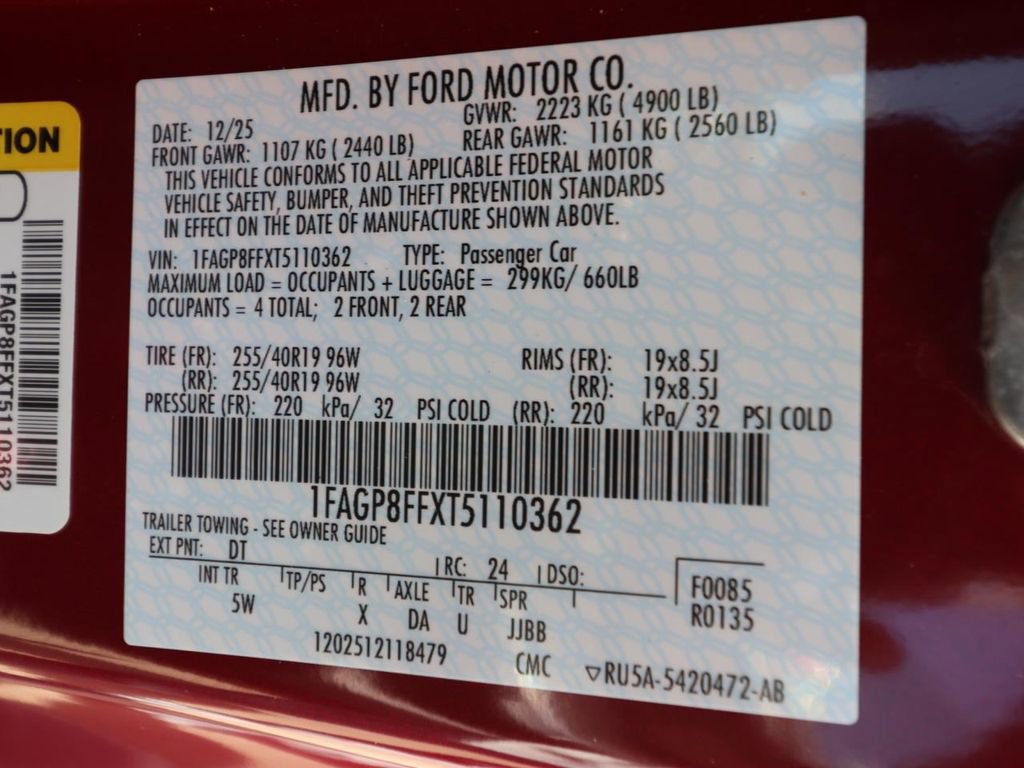 TION
1FAGP8FFXT5110362
MFD. BY FORD MOTOR CO.
DATE: 12/25 GVWR: 2223 KG ( 4900 LB)
FRONT GAWR: 1107 KG ( 2440 LB) REAR GAWR: 1161 KG ( 2560 LB)
THIS VEHICLE CONFORMS TO ALL APPLICABLE FEDERAL MOTOR
VEHICLE SAFETY, BUMPER, AND THEFT PREVENTION STANDARDS
IN EFFECT ON THE DATE OF MANUFACTURE SHOWN ABOVE.
VIN: 1FAGP8FFXT5110362 TYPE: Passenger Car
MAXIMUM LOAD = OCCUPANTS + LUGGAGE = 299KG/ 660LB
OCCUPANTS = 4 TOTAL; 2 FRONT, 2 REAR
TIRE (FR): 255/40R19 96W RIMS (FR): 19x8.5J
(RR): 255/40R19 96W (RR): 19x8.5J
PRESSURE (FR): 220 kPa/ 32 PSI COLD (RR): 220 kPa/ 32 PSI COLD
1FAGP8FFXT5110362
TRAILER TOWING - SEE OWNER GUIDE
EXT PNT: DT RC: 24 DSO:
INT TR TP/PS R AXLE TR SPR
5W X DA U JJBB
F0085
R0135
1202512118479 CMC ▽RU5A-5420472-AB